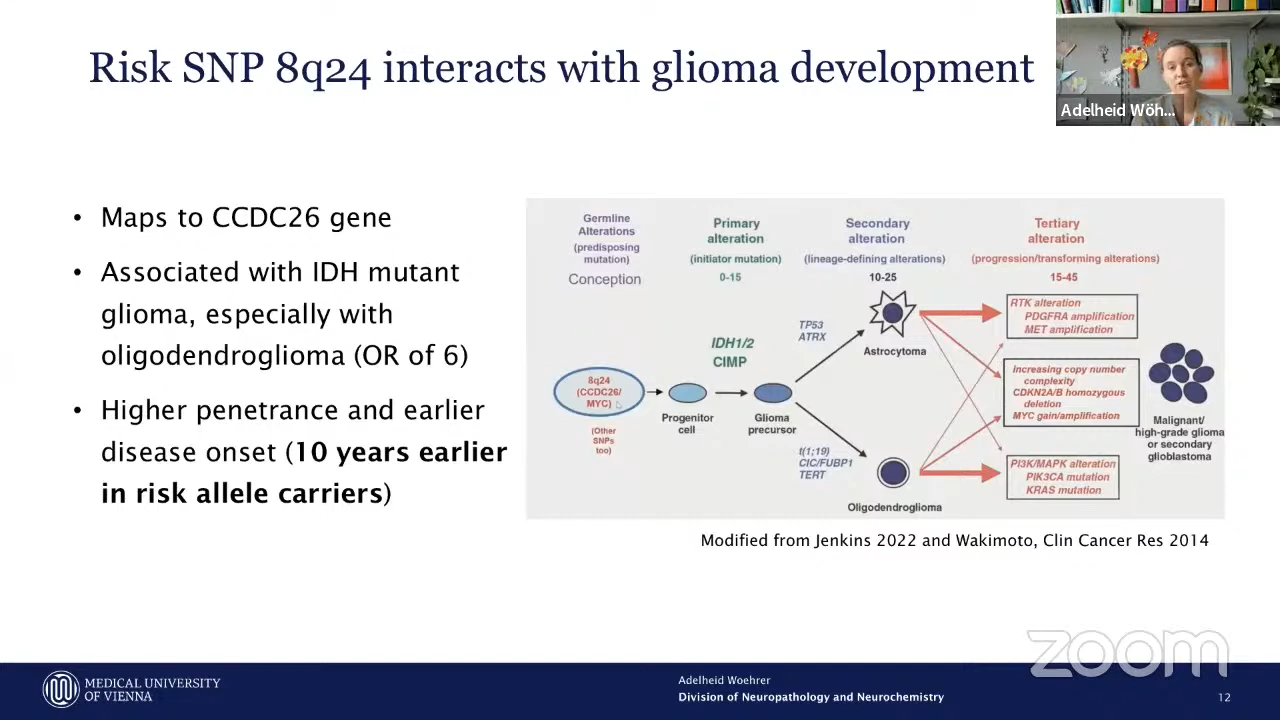 Risk SNP 8q24 interacts with glioma development
Adelheid Wöh...
• Maps to CCDC26 gene
• Associated with IDH mutant
glioma, especially with
oligodendroglioma (OR of 6)
• Higher penetrance and earlier
disease onset (10 years earlier
in risk allele carriers)
Germline
Alterations
(predisposing
mutation)
Conception
Primary
alteration
(initiator mutation)
0-15
Secondary
alteration
(lineage-defining alterations)
10-25
Tertiary
alteration
(progression/transforming alterations)
15-45
8q24
(CCDC26/
MYC)
(Other
SNPs
too)
Progenitor
cell
IDH1/2
CIMP
Glioma
precursor
TP53
ATRX
Astrocytoma
t(1;19)
CIC/FUBP1
TERT
Oligodendroglioma
RTK alteration
PDGFRA amplification
MET amplification
Increasing copy number
complexity
CDKN2A/B homozygous
deletion
MYC gain/amplification
PI3K/MAPK alteration
PIK3CA mutation
KRAS mutation
Malignant/
high-grade glioma
or secondary
glioblastoma
Modified from Jenkins 2022 and Wakimoto, Clin Cancer Res 2014
zoom
MEDICAL UNIVERSITY
OF VIENNA
Adelheid Woehrer
Division of Neuropathology and Neurochemistry
12